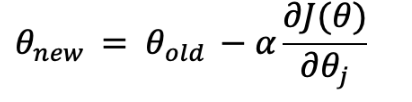 θ_new = θ_old − α ∂J(θ)/∂θ_j